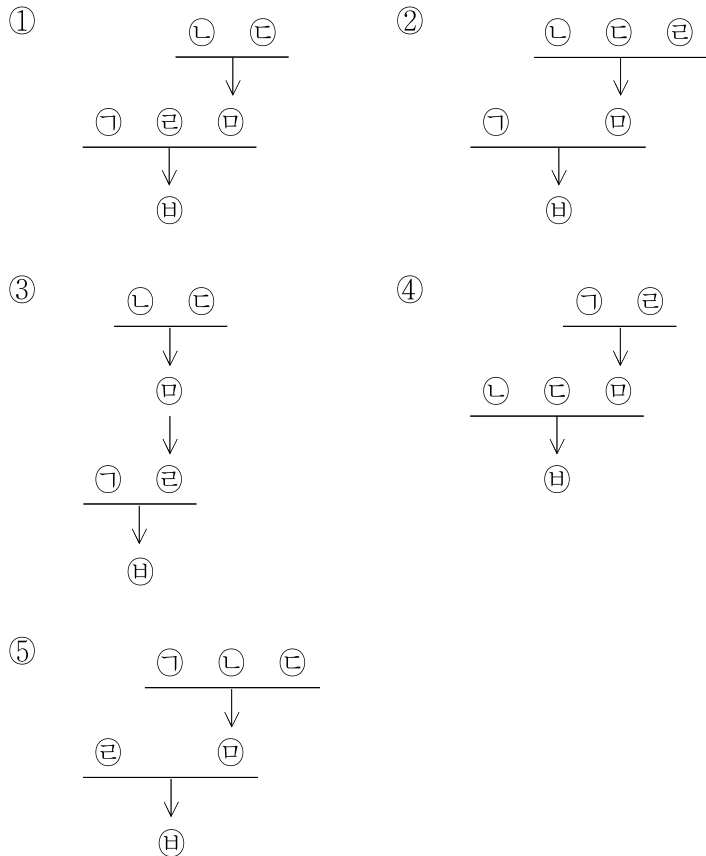 ① ② 
㉡ ㉢ ㉡ ㉢ ㉣
㉠ ㉣ ㉤ ㉠ ㉤
㉥ ㉥
③ ④
㉡ ㉢ ㉠ ㉣
㉤ ㉡ ㉢ ㉤
㉠ ㉣ ㉥
㉥
⑤
㉠ ㉡ ㉢
㉣ ㉤
㉥